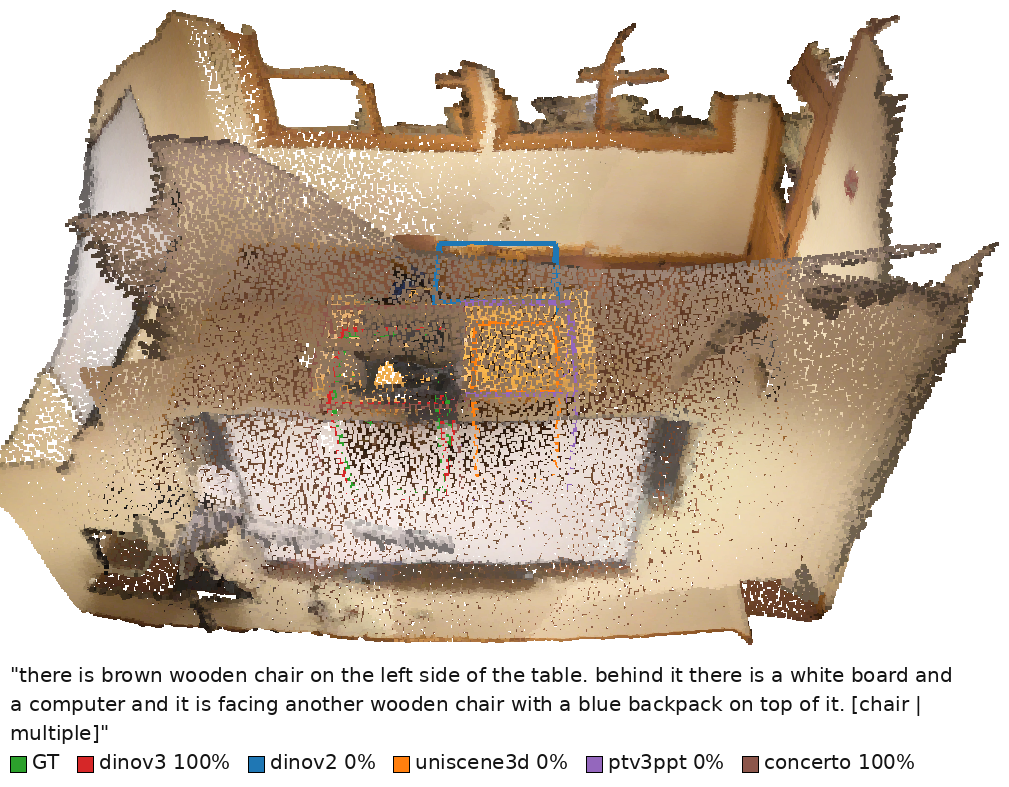 "there is brown wooden chair on the left side of the table. behind it there is a white board and
a computer and it is facing another wooden chair with a blue backpack on top of it. [chair |
multiple]"
GT dinov3 100% dinov2 0% uniscene3d 0% ptv3ppt 0% concerto 100%